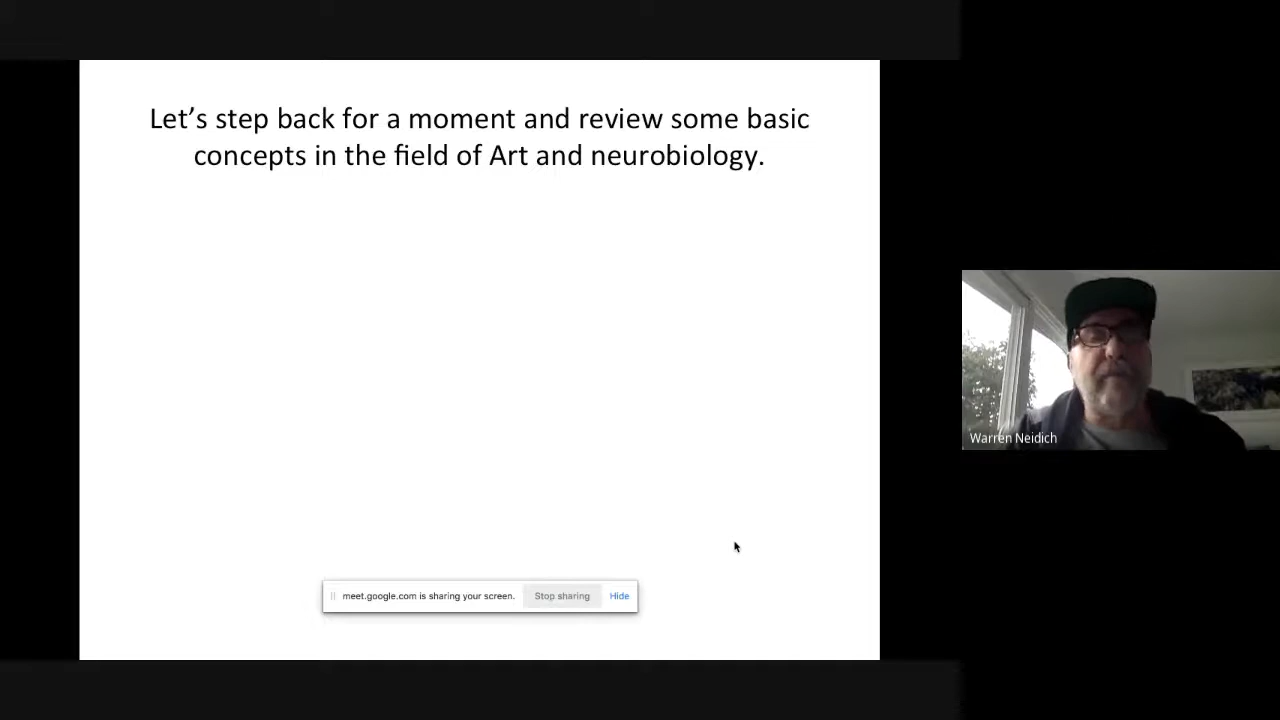 Let’s step back for a moment and review some basic
concepts in the field of Art and neurobiology.
Warren Neidich
meet.google.com is sharing your screen. Stop sharing Hide